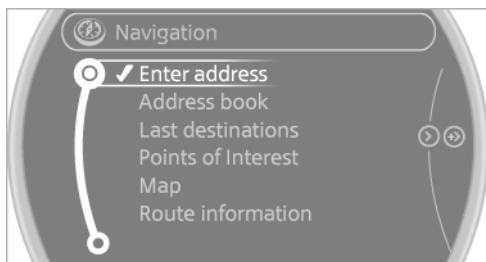 Navigation
Enter address
Address book
Last destinations
Points of Interest
Map
Route information